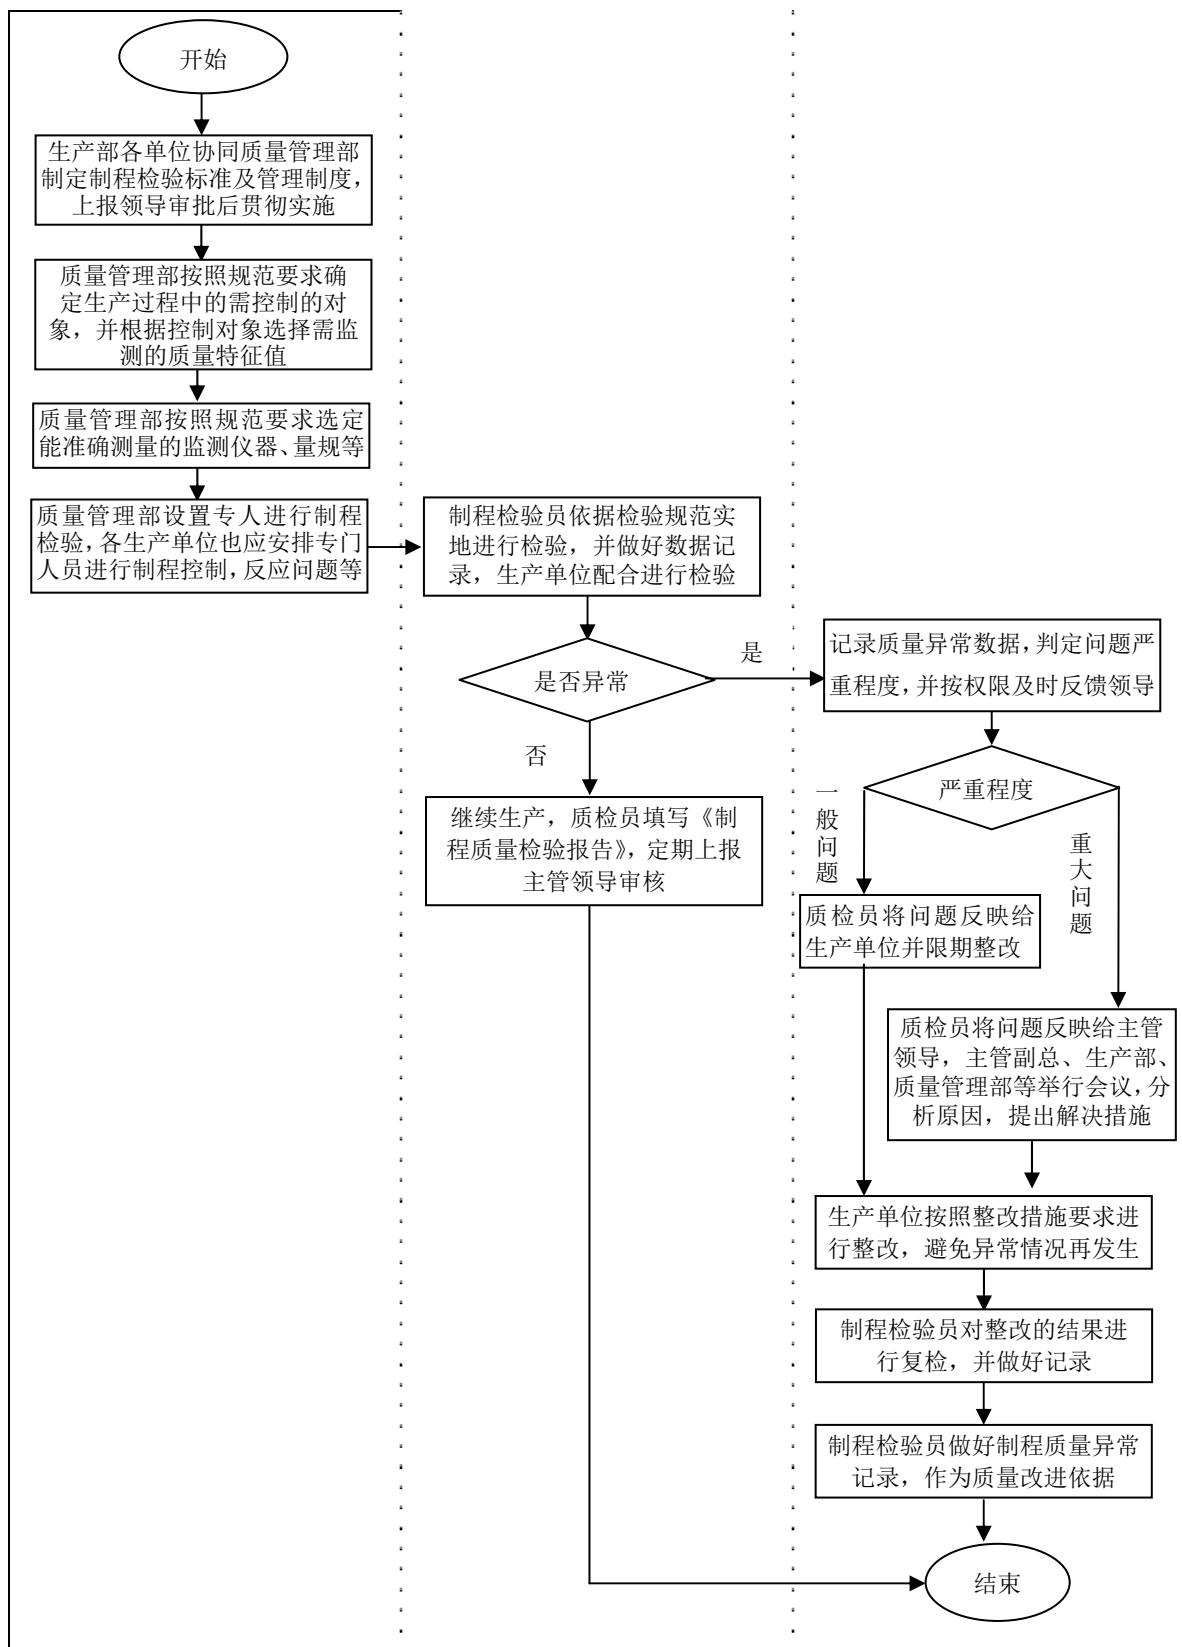 开始
生产部各单位协同质量管理部
制定制程检验标准及管理制度，
上报领导审批后贯彻实施
质量管理部按照规范要求确
定生产过程中的需控制的对
象，并根据控制对象选择需监
测的质量特征值
质量管理部按照规范要求选定
能准确测量的监测仪器、量规等
质量管理部设置专人进行制程
检验，各生产单位也应安排专门
人员进行制程控制，反应问题等
制程检验员依据检验规范实
地进行检验，并做好数据记
录，生产单位配合进行检验
是否异常
是
否
继续生产，质检员填写《制
程质量检验报告》，定期上报
主管领导审核
记录质量异常数据，判定问题严
重程度，并按权限及时反馈领导
严重程度
一般问题
重大问题
质检员将问题反映给
生产单位并限期整改
质检员将问题反映给主管
领导，主管副总、生产部、
质量管理部等举行会议，分
析原因，提出解决措施
生产单位按照整改措施要求进
行整改，避免异常情况再发生
制程检验员对整改的结果进
行复检，并做好记录
制程检验员做好制程质量异常
记录，作为质量改进依据
结束